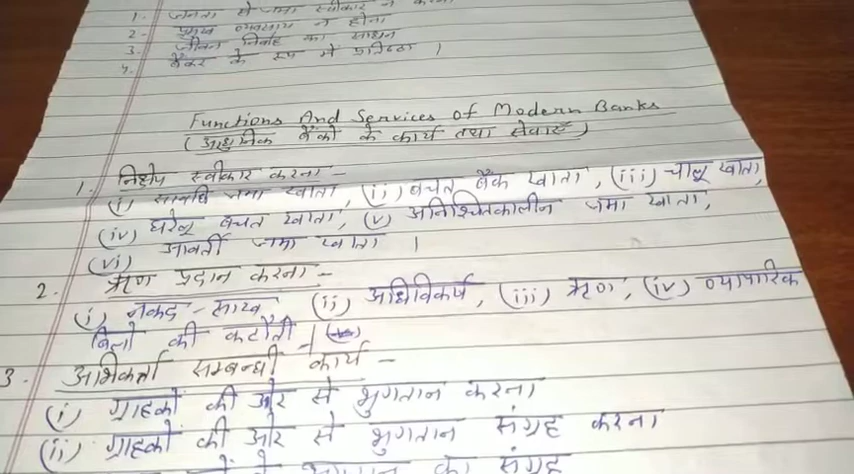 1. जनता से जमा स्वीकार न करना
2- मुख्य व्यवसाय न होना
3. जीवन निर्वाह का साधन
4. बैंकर के रूप में प्रतिष्ठा ।
Functions And Services of Modern Banks
(आधुनिक बैंकों के कार्य तथा सेवाएँ)
1. निक्षेप स्वीकार करना -
(i) सावधि जमा खाता, (ii) बचत बैंक खाता, (iii) चालू खाता,
(iv) घरेलू बचत खाता, (v) अनिश्चितकालीन जमा खाता,
(vi) आवर्ती जमा खाता ।
2. ऋण प्रदान करना -
(i) नकद-साख, (ii) अधिविकर्ष, (iii) ऋण, (iv) व्यापारिक
बिलों की कटौती ।
3. अभिकर्ता सम्बन्धी कार्य -
(i) ग्राहकों की ओर से भुगतान करना
(ii) ग्राहकों की ओर से भुगतान संग्रह करना
का संग्रह